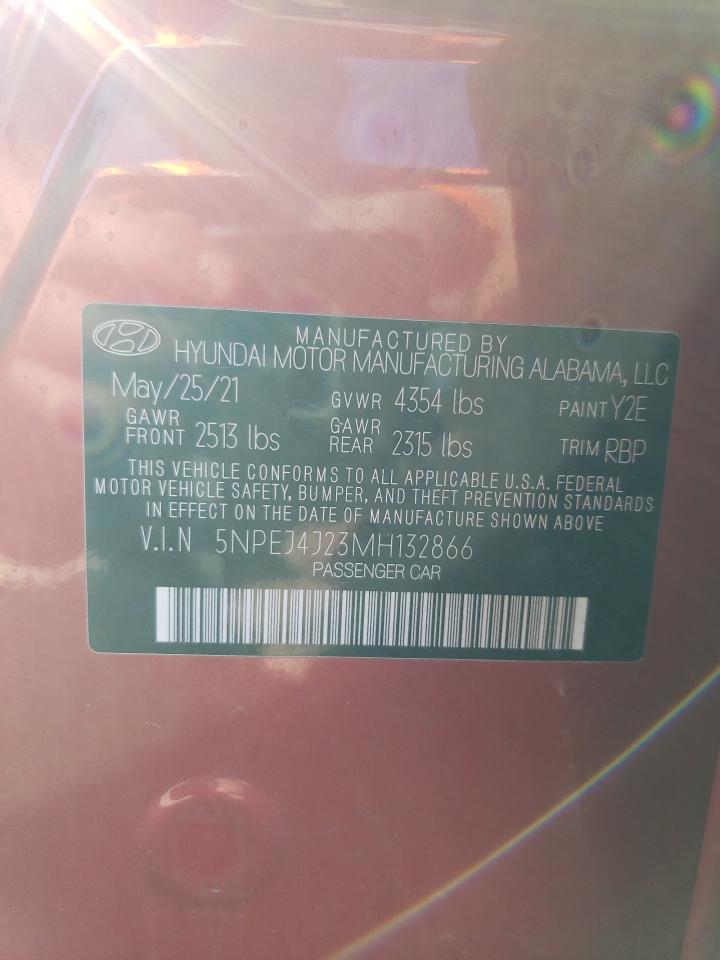 MANUFACTURED BY
HYUNDAI MOTOR MANUFACTURING ALABAMA, LLC
May/25/21 GVWR 4354 lbs PAINT Y2E
GAWR FRONT 2513 lbs GAWR REAR 2315 lbs TRIM RBP
THIS VEHICLE CONFORMS TO ALL APPLICABLE U.S.A. FEDERAL
MOTOR VEHICLE SAFETY, BUMPER, AND THEFT PREVENTION STANDARDS
IN EFFECT ON THE DATE OF MANUFACTURE SHOWN ABOVE
V.I.N 5NPEJ4J23MH132866
PASSENGER CAR